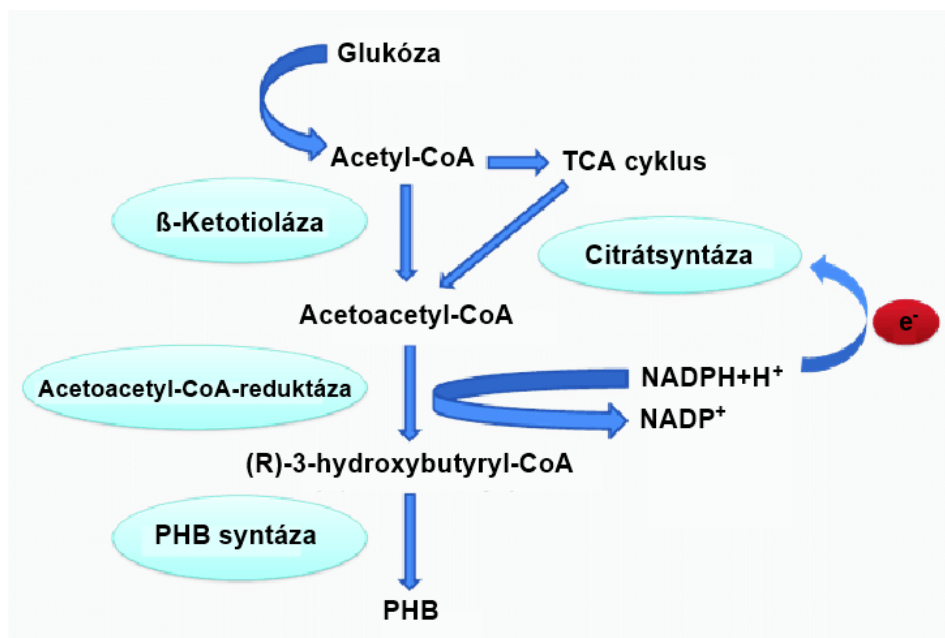 Glukóza
Acetyl-CoA
TCA cyklus
ß-Ketotioláza
Citrátsyntáza
Acetoacetyl-CoA
e-
Acetoacetyl-CoA-reduktáza
NADPH+H+
NADP+
(R)-3-hydroxybutyryl-CoA
PHB syntáza
PHB